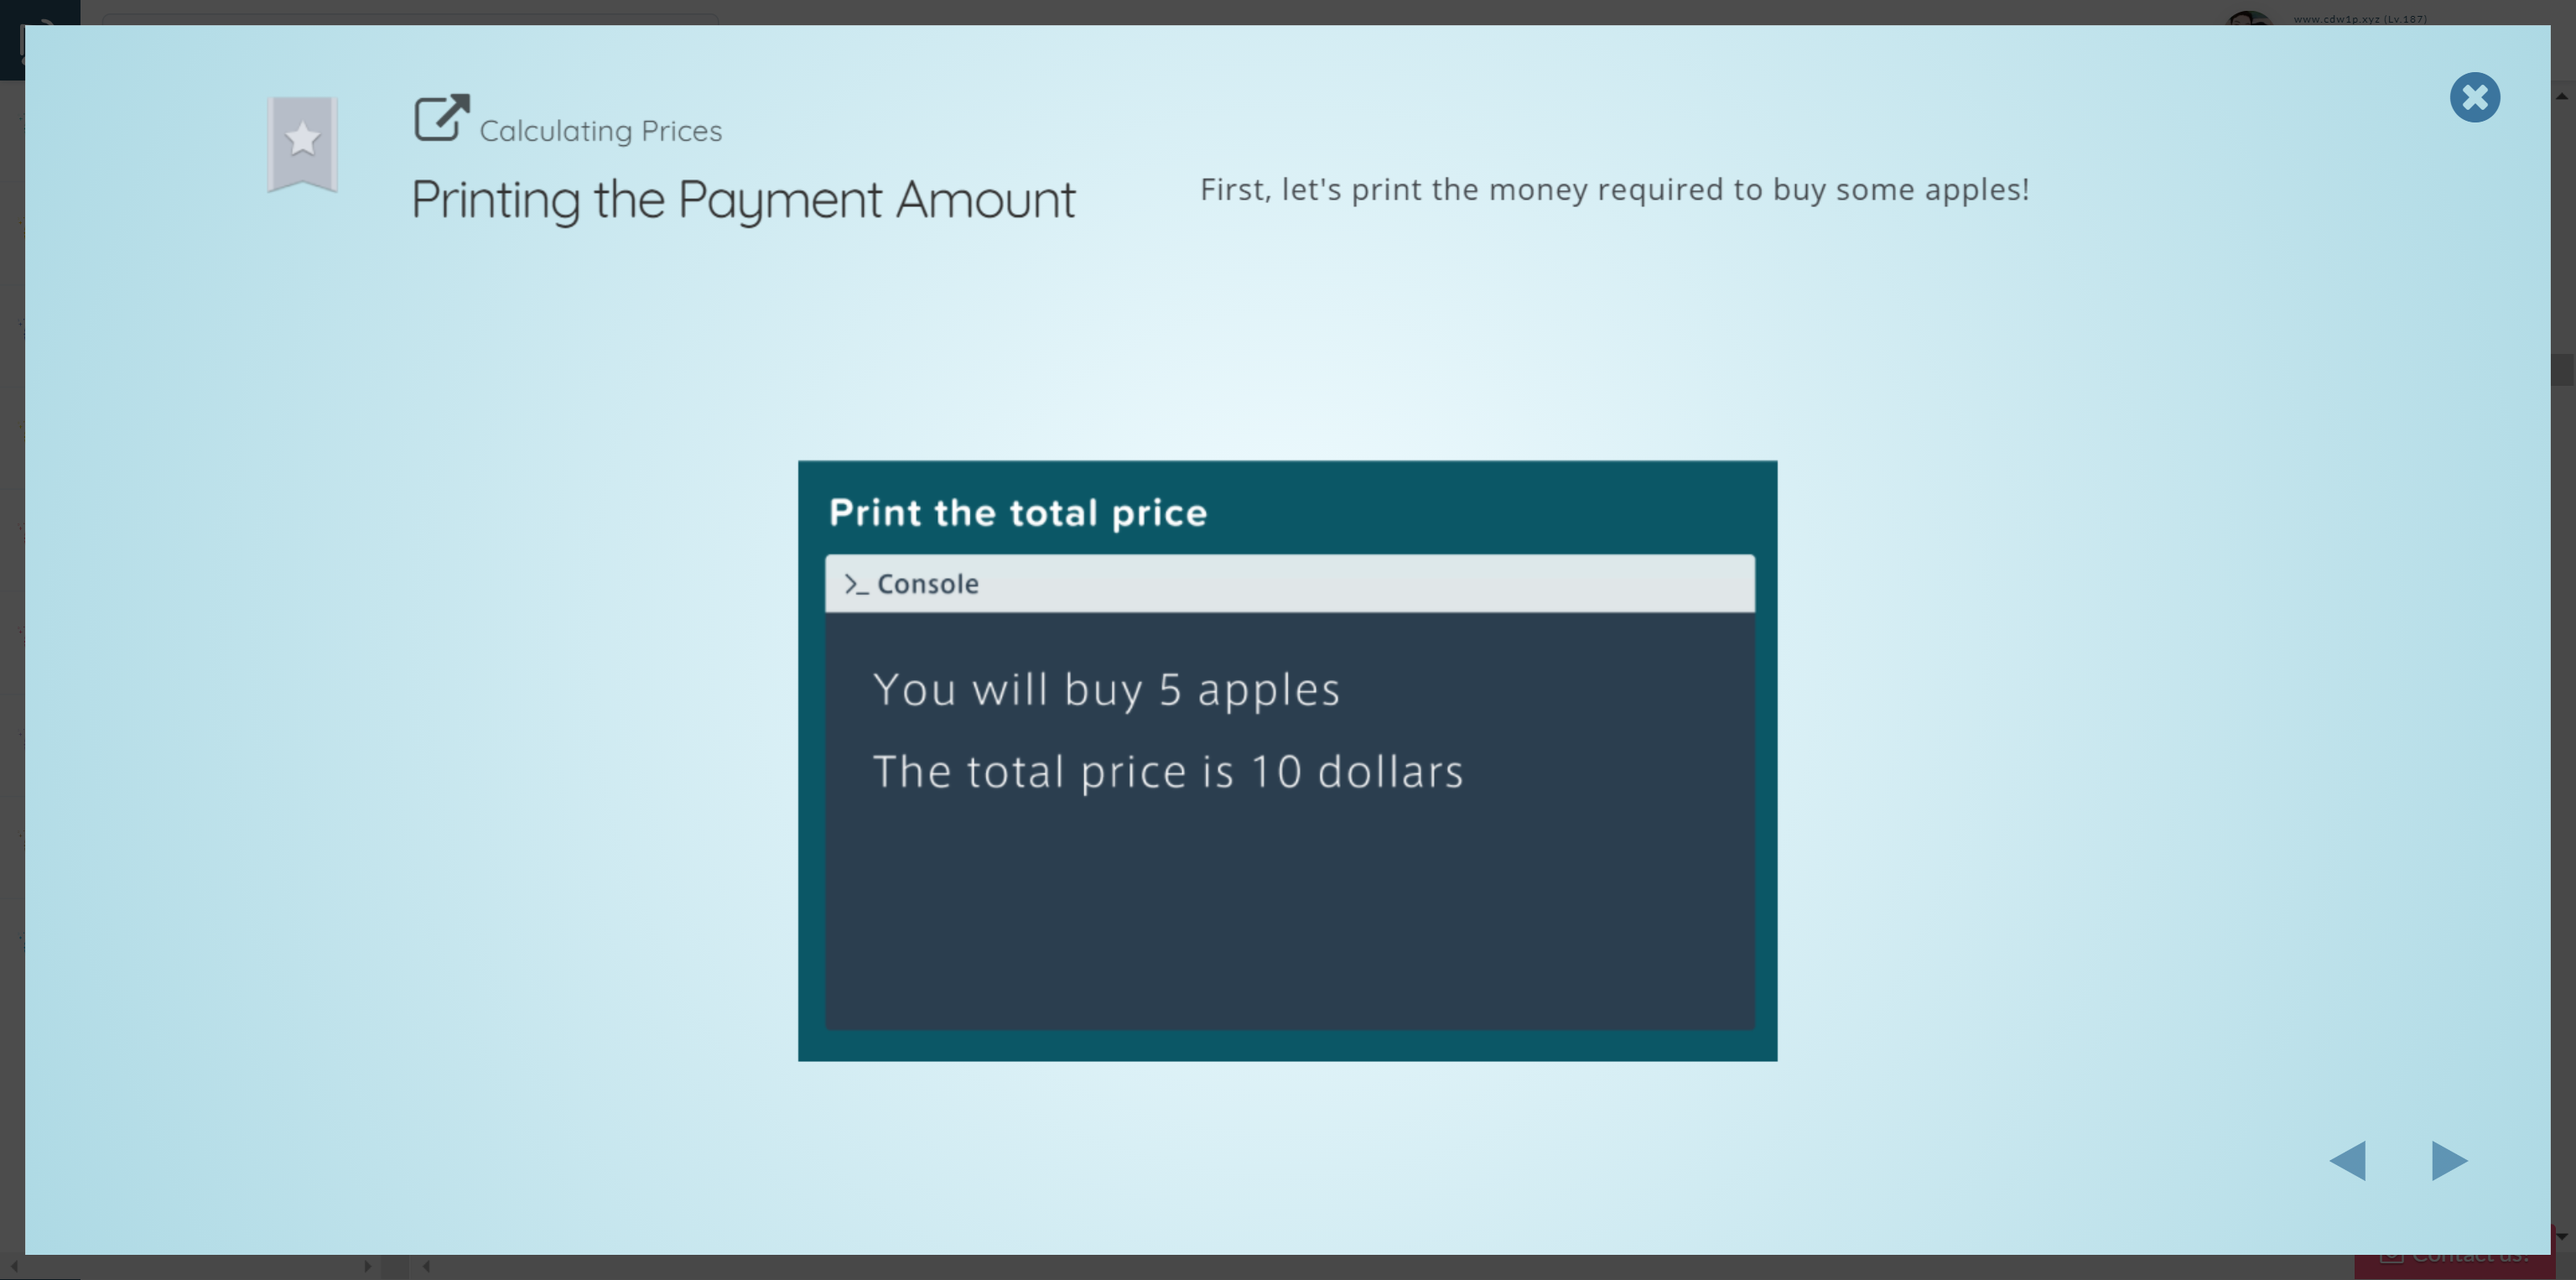 www.cdw1p.xyz (Lv.187)
Calculating Prices
Printing the Payment Amount
First, let's print the money required to buy some apples!
Print the total price
>_ Console
You will buy 5 apples
The total price is 10 dollars
Contact us!